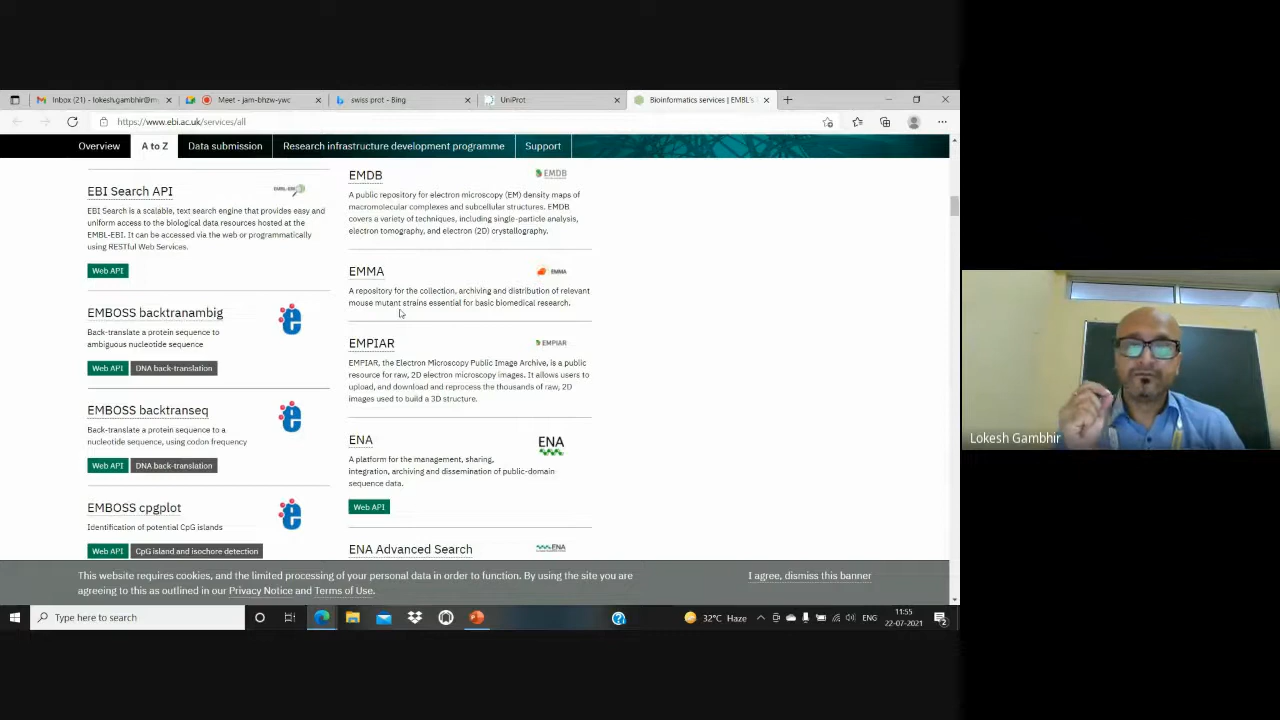 Inbox (21) - lokesh.gambhir@m
Meet - jam-bhzw-ywc
swiss prot - Bing
UniProt
Bioinformatics services | EMBL's
https://www.ebi.ac.uk/services/all
Overview
A to Z
Data submission
Research infrastructure development programme
Support
EBI Search API
EBI Search is a scalable, text search engine that provides easy and
uniform access to the biological data resources hosted at the
EMBL-EBI. It can be accessed via the web or programmatically
using RESTful Web Services.
Web API
EMBOSS backtranambig
Back-translate a protein sequence to
ambiguous nucleotide sequence
Web API
DNA back-translation
EMBOSS backtranseq
Back-translate a protein sequence to a
nucleotide sequence, using codon frequency
Web API
DNA back-translation
EMBOSS cpgplot
Identification of potential CpG islands
Web API
CpG island and isochore detection
EMDB
EMDB
A public repository for electron microscopy (EM) density maps of
macromolecular complexes and subcellular structures. EMDB
covers a variety of techniques, including single-particle analysis,
electron tomography, and electron (2D) crystallography.
EMMA
EMMA
A repository for the collection, archiving and distribution of relevant
mouse mutant strains essential for basic biomedical research.
EMPIAR
EMPIAR
EMPIAR, the Electron Microscopy Public Image Archive, is a public
resource for raw, 2D electron microscopy images. It allows users
to upload, and download and reprocess the thousands of raw, 2D
images used to build a 3D structure.
ENA
ENA
A platform for the management, sharing,
integration, archiving and dissemination of public-domain
sequence data.
Web API
ENA Advanced Search
ENA
This website requires cookies, and the limited processing of your personal data in order to function. By using the site you are
agreeing to this as outlined in our Privacy Notice and Terms of Use.
I agree, dismiss this banner
Type here to search
32°C Haze
ENG
11:55
22-07-2021
Lokesh Gambhir